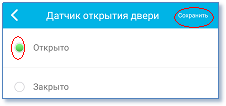 Датчик открытия двери Сохранить
Открыто
Закрыто